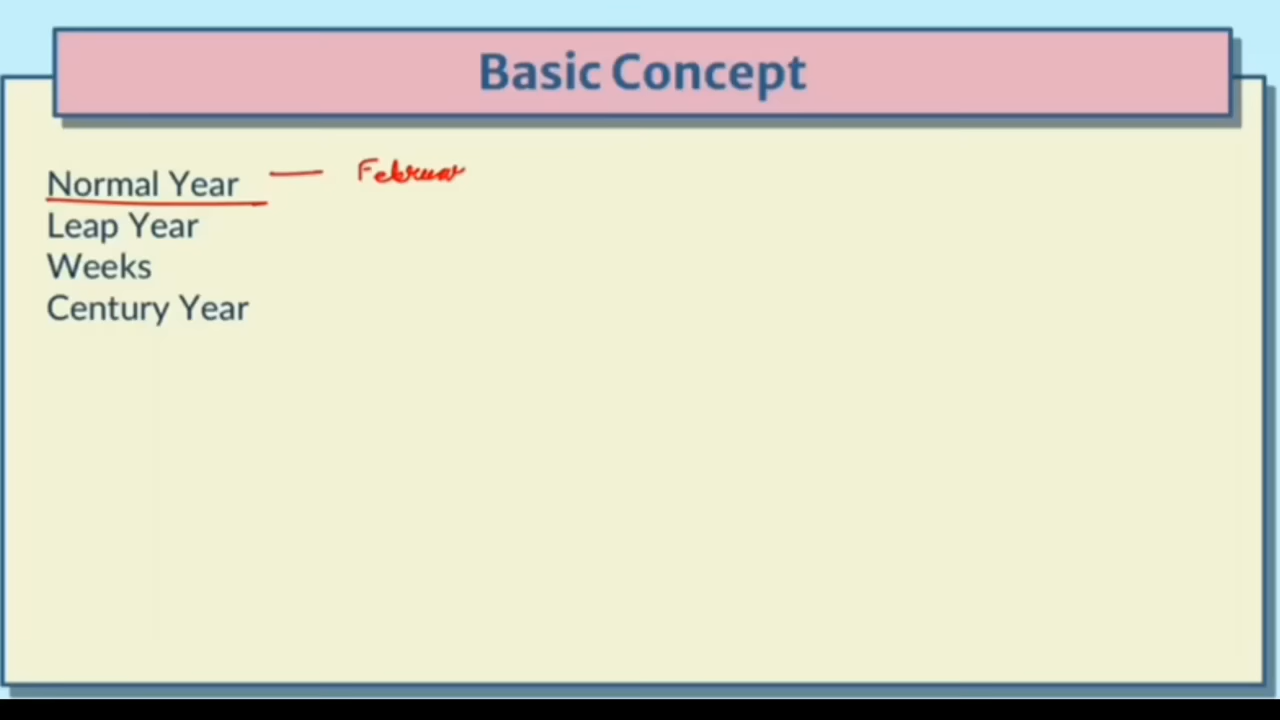 Basic Concept
Normal Year — Februar
Leap Year
Weeks
Century Year